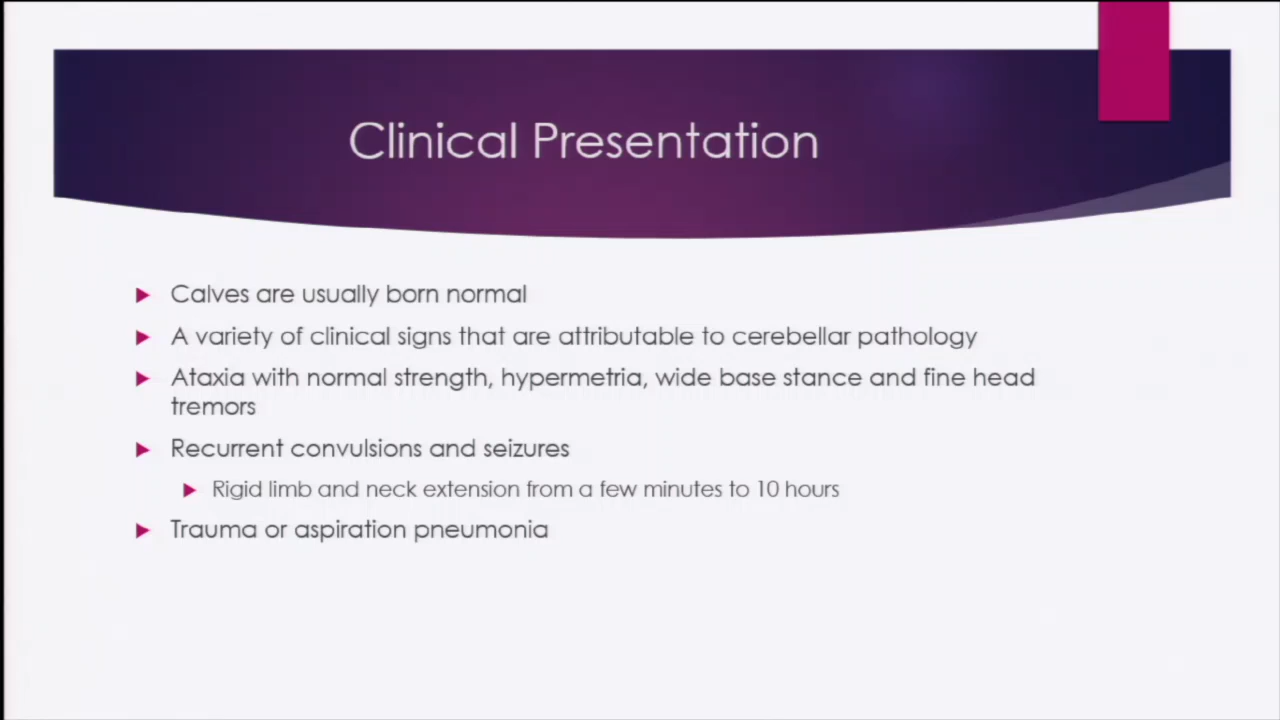 Clinical Presentation
Calves are usually born normal
A variety of clinical signs that are attributable to cerebellar pathology
Ataxia with normal strength, hypermetria, wide base stance and fine head
tremors
Recurrent convulsions and seizures
Rigid limb and neck extension from a few minutes to 10 hours
Trauma or aspiration pneumonia